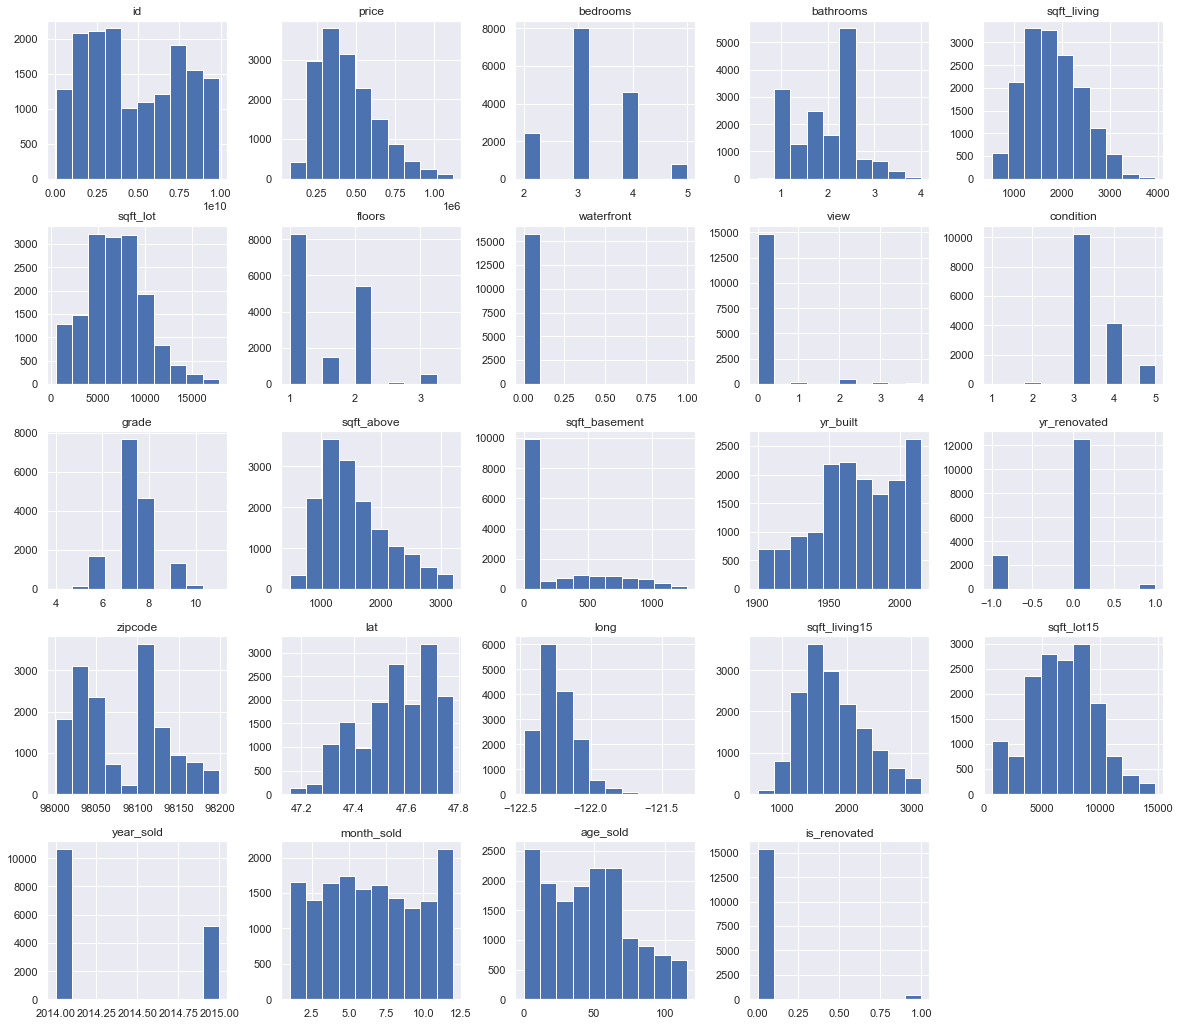 id
2000
1500
1000
500
0
0.00 0.25 0.50 0.75 1.00
1e10
price
3000
2000
1000
0
0.25 0.50 0.75 1.00
1e6
bedrooms
8000
6000
4000
2000
0
2 3 4 5
bathrooms
5000
4000
3000
2000
1000
0
1 2 3 4
sqft_living
3000
2500
2000
1500
1000
500
0
1000 2000 3000 4000
sqft_lot
3000
2500
2000
1500
1000
500
0
0 5000 10000 15000
floors
8000
6000
4000
2000
0
1 2 3
waterfront
15000
12500
10000
7500
5000
2500
0
0.00 0.25 0.50 0.75 1.00
view
15000
12500
10000
7500
5000
2500
0
0 1 2 3 4
condition
10000
8000
6000
4000
2000
0
1 2 3 4 5
grade
8000
6000
4000
2000
0
4 6 8 10
sqft_above
3000
2000
1000
0
1000 2000 3000
sqft_basement
10000
8000
6000
4000
2000
0
0 500 1000
yr_built
2500
2000
1500
1000
500
0
1900 1950 2000
yr_renovated
12000
10000
8000
6000
4000
2000
0
−1.0 −0.5 0.0 0.5 1.0
zipcode
3000
2000
1000
0
98000 98050 98100 98150 98200
lat
3000
2500
2000
1500
1000
500
0
47.2 47.4 47.6 47.8
long
6000
5000
4000
3000
2000
1000
0
−122.5 −122.0 −121.5
sqft_living15
3000
2000
1000
0
1000 2000 3000
sqft_lot15
3000
2500
2000
1500
1000
500
0
0 5000 10000 15000
year_sold
10000
8000
6000
4000
2000
0
2014.00 2014.25 2014.50 2014.75 2015.00
month_sold
2000
1500
1000
500
0
2.5 5.0 7.5 10.0 12.5
age_sold
2500
2000
1500
1000
500
0
0 50 100
is_renovated
15000
12500
10000
7500
5000
2500
0
0.00 0.25 0.50 0.75 1.00